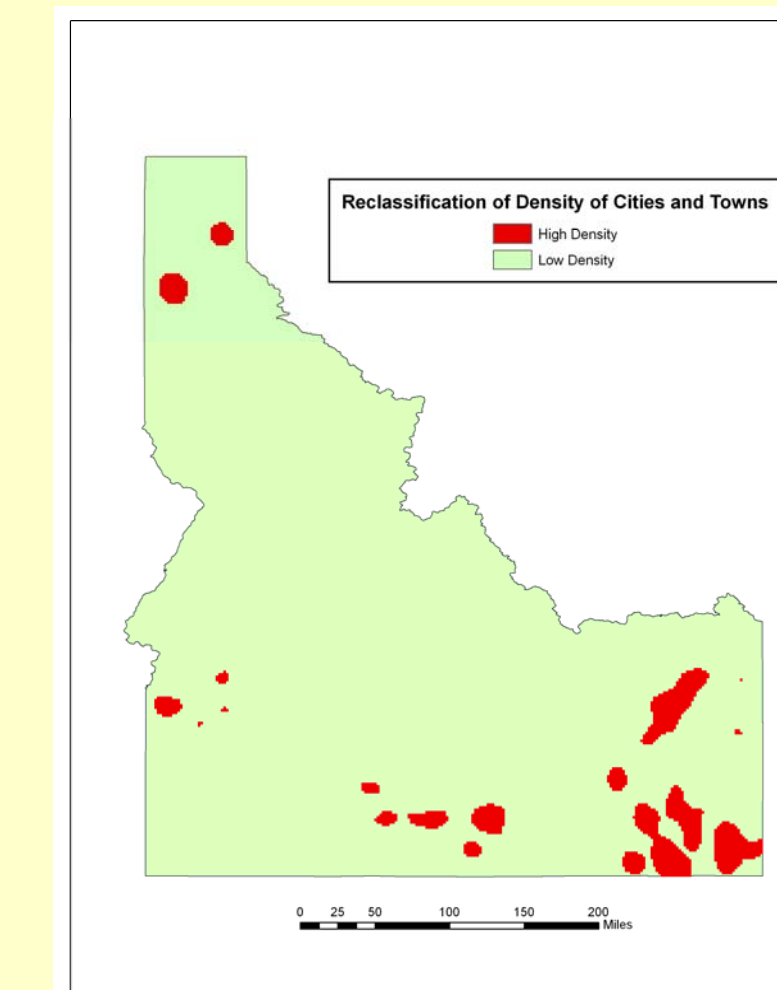 Reclassification of Density of Cities and Towns
High Density
Low Density
0 25 50 100 150 200
Miles